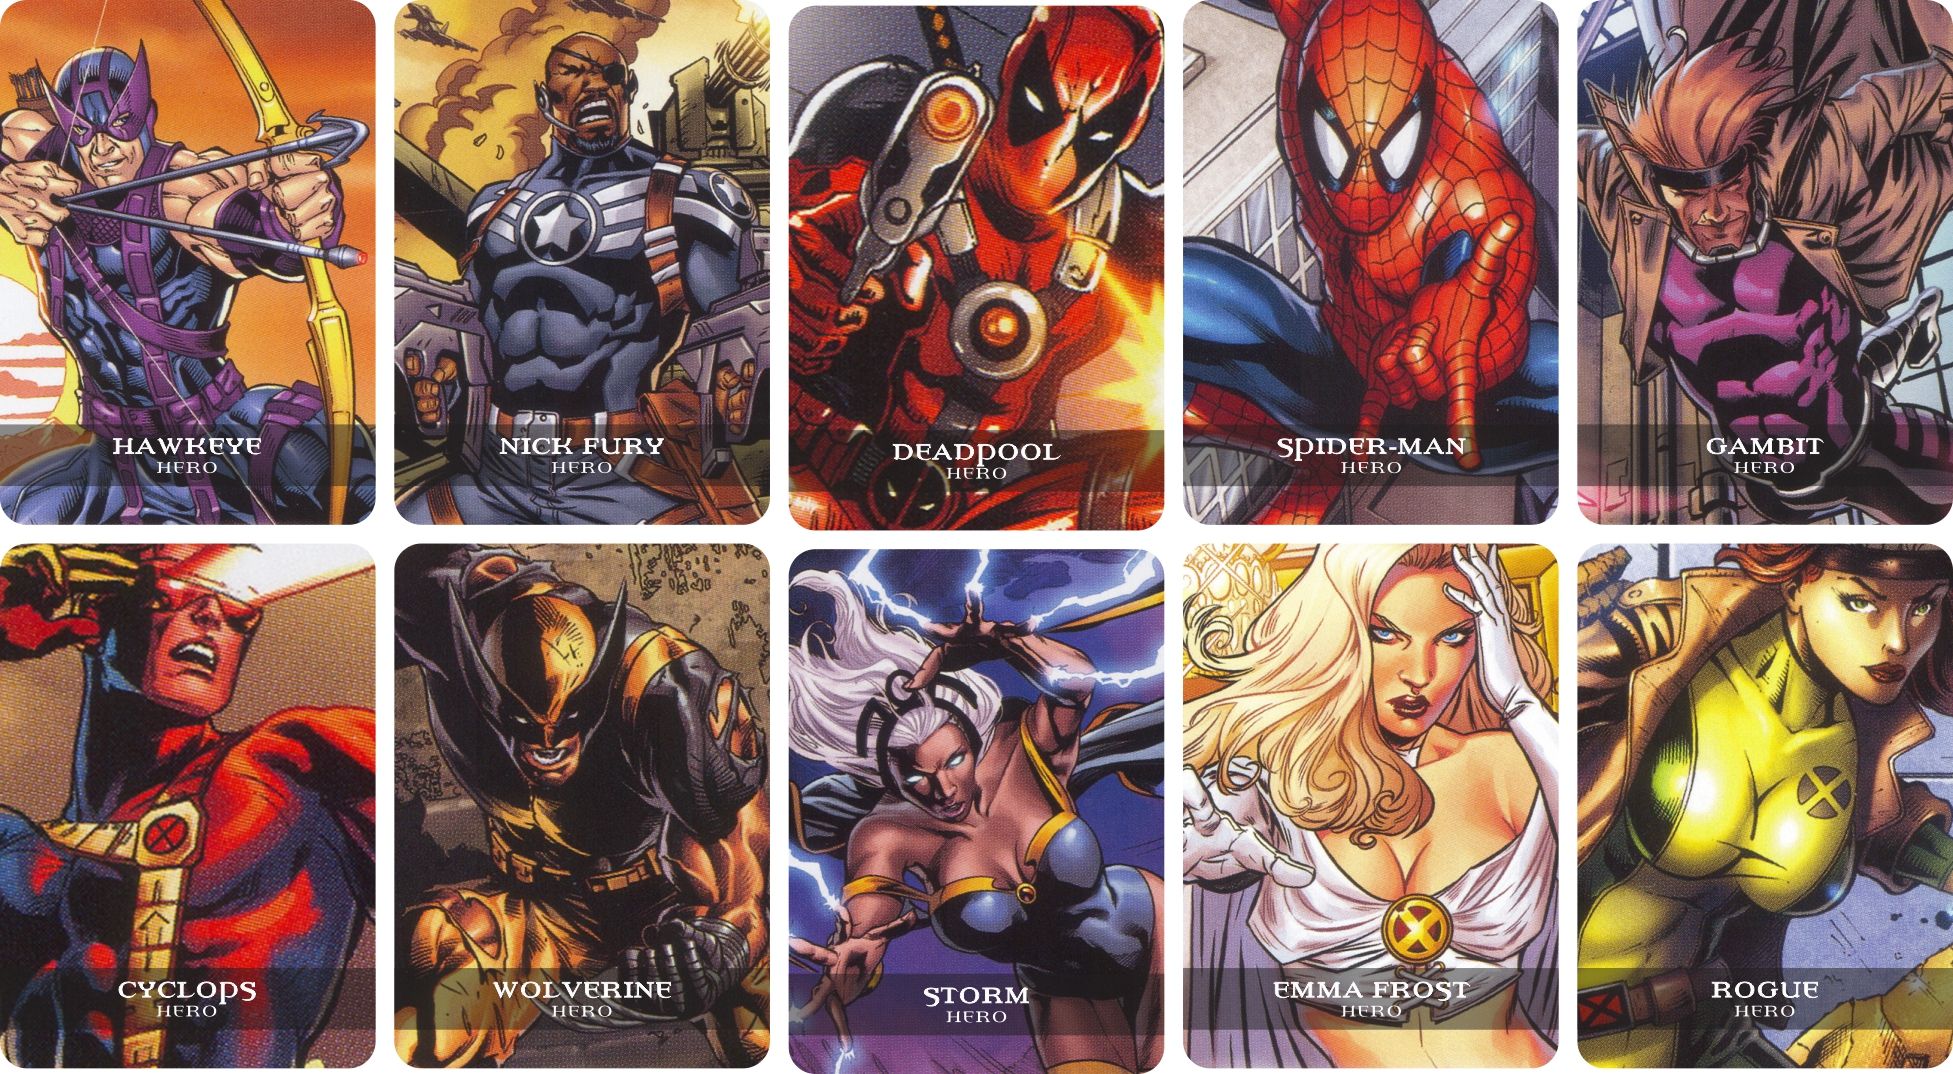 HAWKEYE
HERO
NICK FURY
HERO
DEADPOOL
HERO
SPIDER-MAN
HERO
GAMBIT
HERO
CYCLOPS
HERO
WOLVERINE
HERO
STORM
HERO
EMMA FROST
HERO
ROGUE
HERO